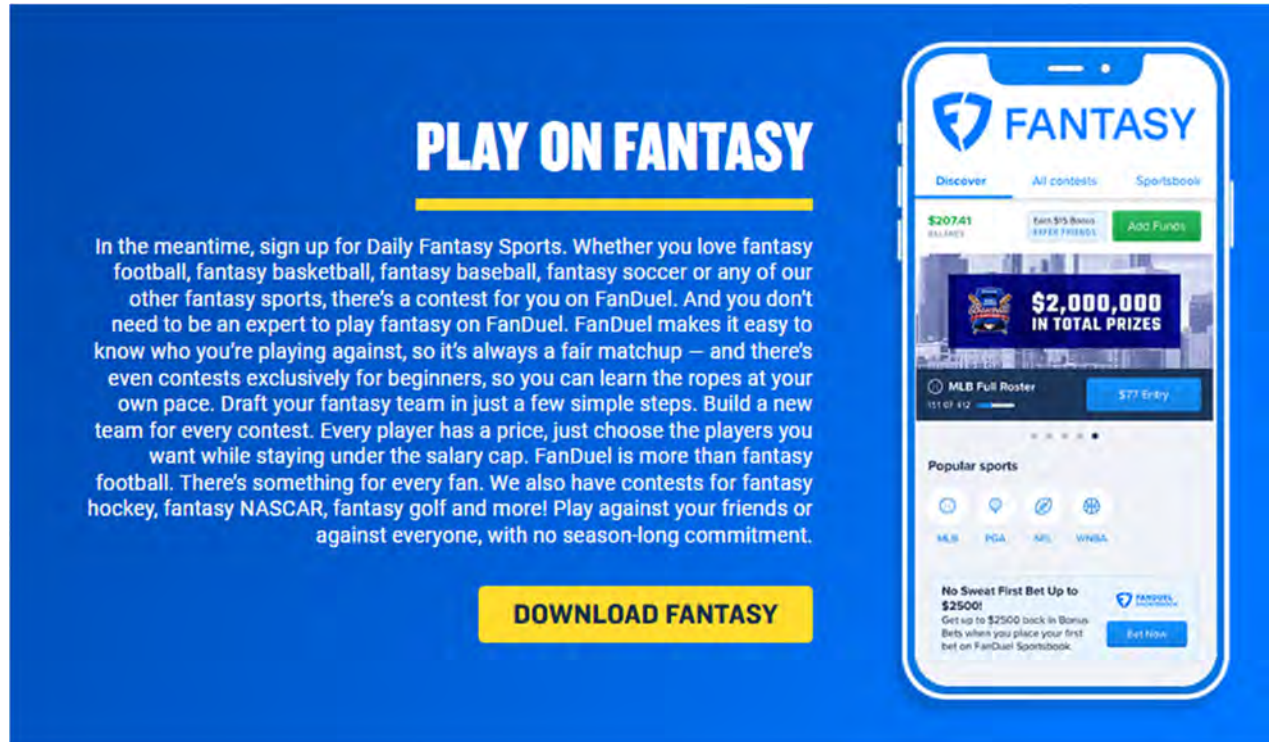 PLAY ON FANTASY
In the meantime, sign up for Daily Fantasy Sports. Whether you love fantasy
football, fantasy basketball, fantasy baseball, fantasy soccer or any of our
other fantasy sports, there's a contest for you on FanDuel. And you don't
need to be an expert to play fantasy on FanDuel. FanDuel makes it easy to
know who you're playing against, so it's always a fair matchup — and there's
even contests exclusively for beginners, so you can learn the ropes at your
own pace. Draft your fantasy team in just a few simple steps. Build a new
team for every contest. Every player has a price, just choose the players you
want while staying under the salary cap. FanDuel is more than fantasy
football. There's something for every fan. We also have contests for fantasy
hockey, fantasy NASCAR, fantasy golf and more! Play against your friends or
against everyone, with no season-long commitment.
DOWNLOAD FANTASY
FANTASY
Discover All contests Sportsbook
$207.41
BALANCE
Earn $15 Bonus
REFER FRIENDS
Add Funds
$2,000,000
IN TOTAL PRIZES
MLB Full Roster
$77 Entry
Popular sports
MLB PGA NFL WNBA
No Sweat First Bet Up to
$2500!
Get up to $2500 back in Bonus
Bets when you place your first
bet on FanDuel Sportsbook.
FANDUEL
SPORTSBOOK
Bet Now